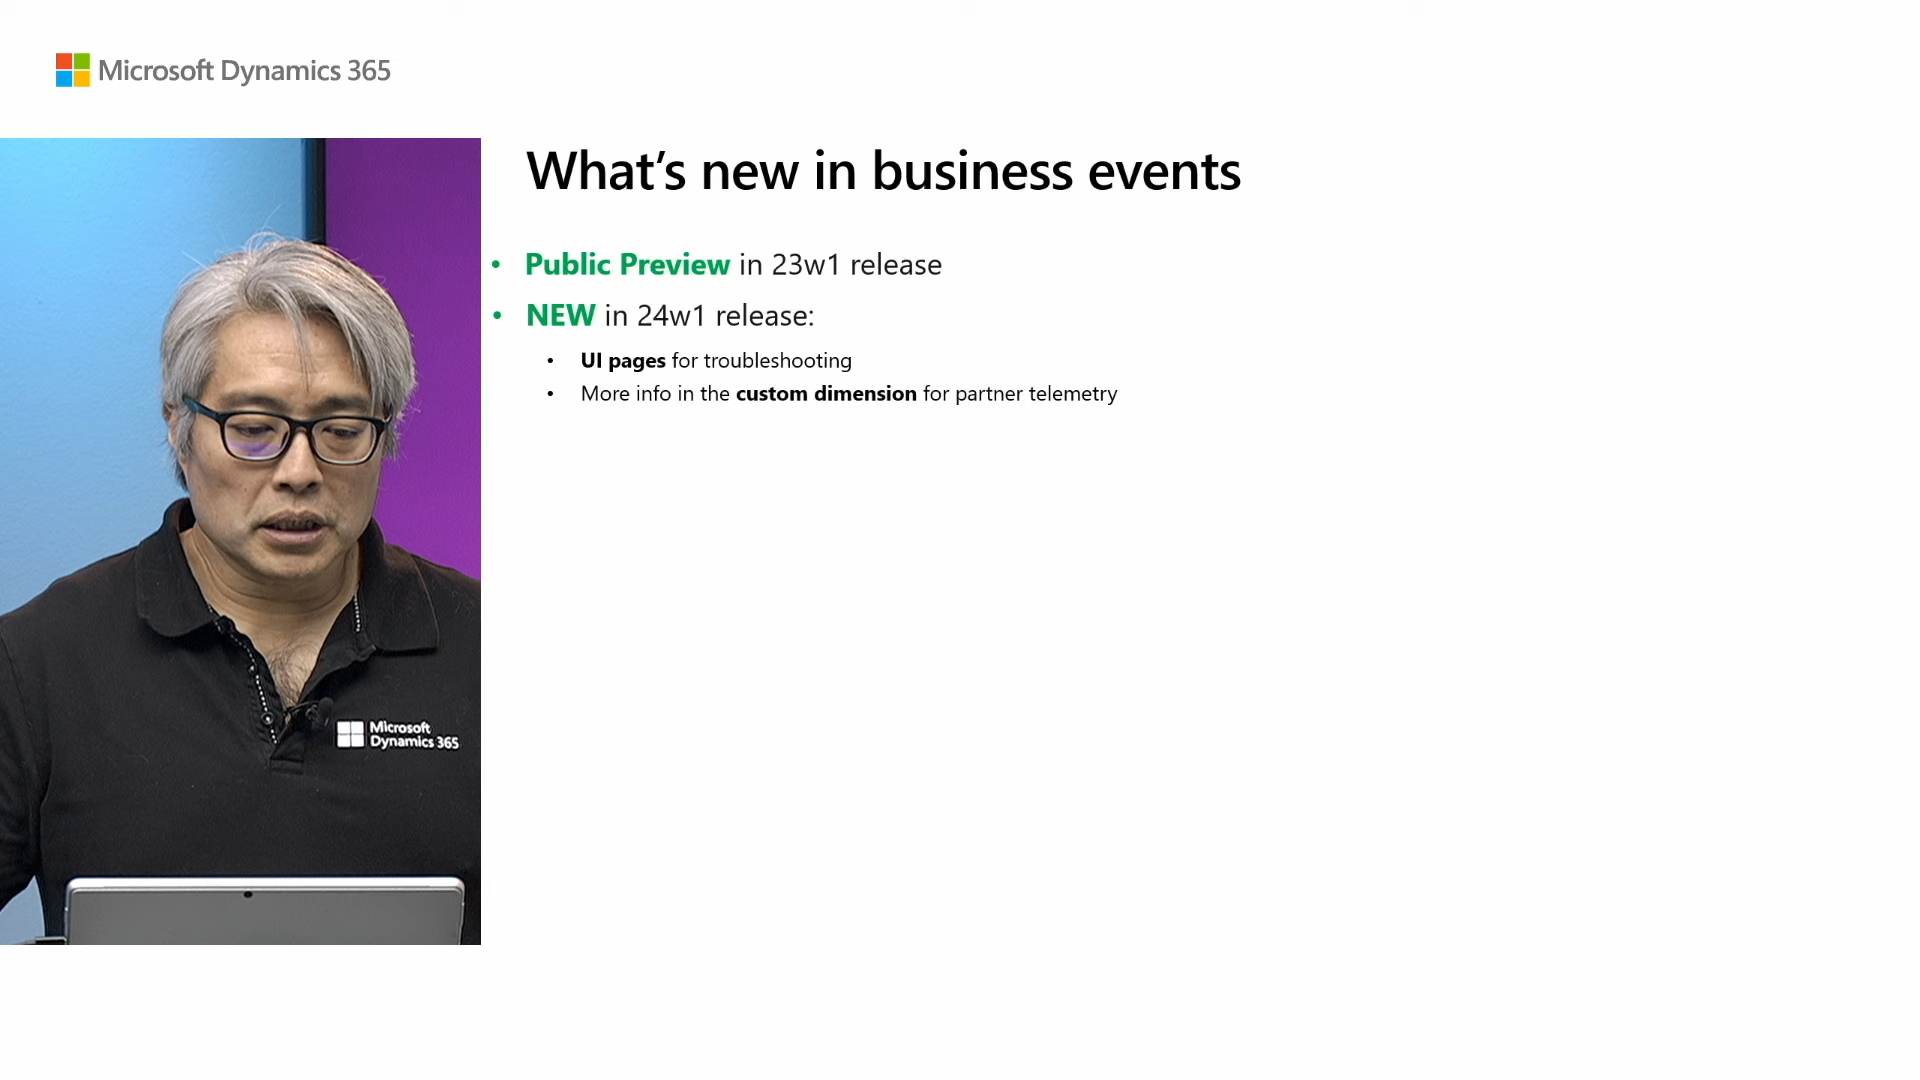 Microsoft Dynamics 365
What's new in business events
• Public Preview in 23w1 release
• NEW in 24w1 release:
• UI pages for troubleshooting
• More info in the custom dimension for partner telemetry
Microsoft
Dynamics 365